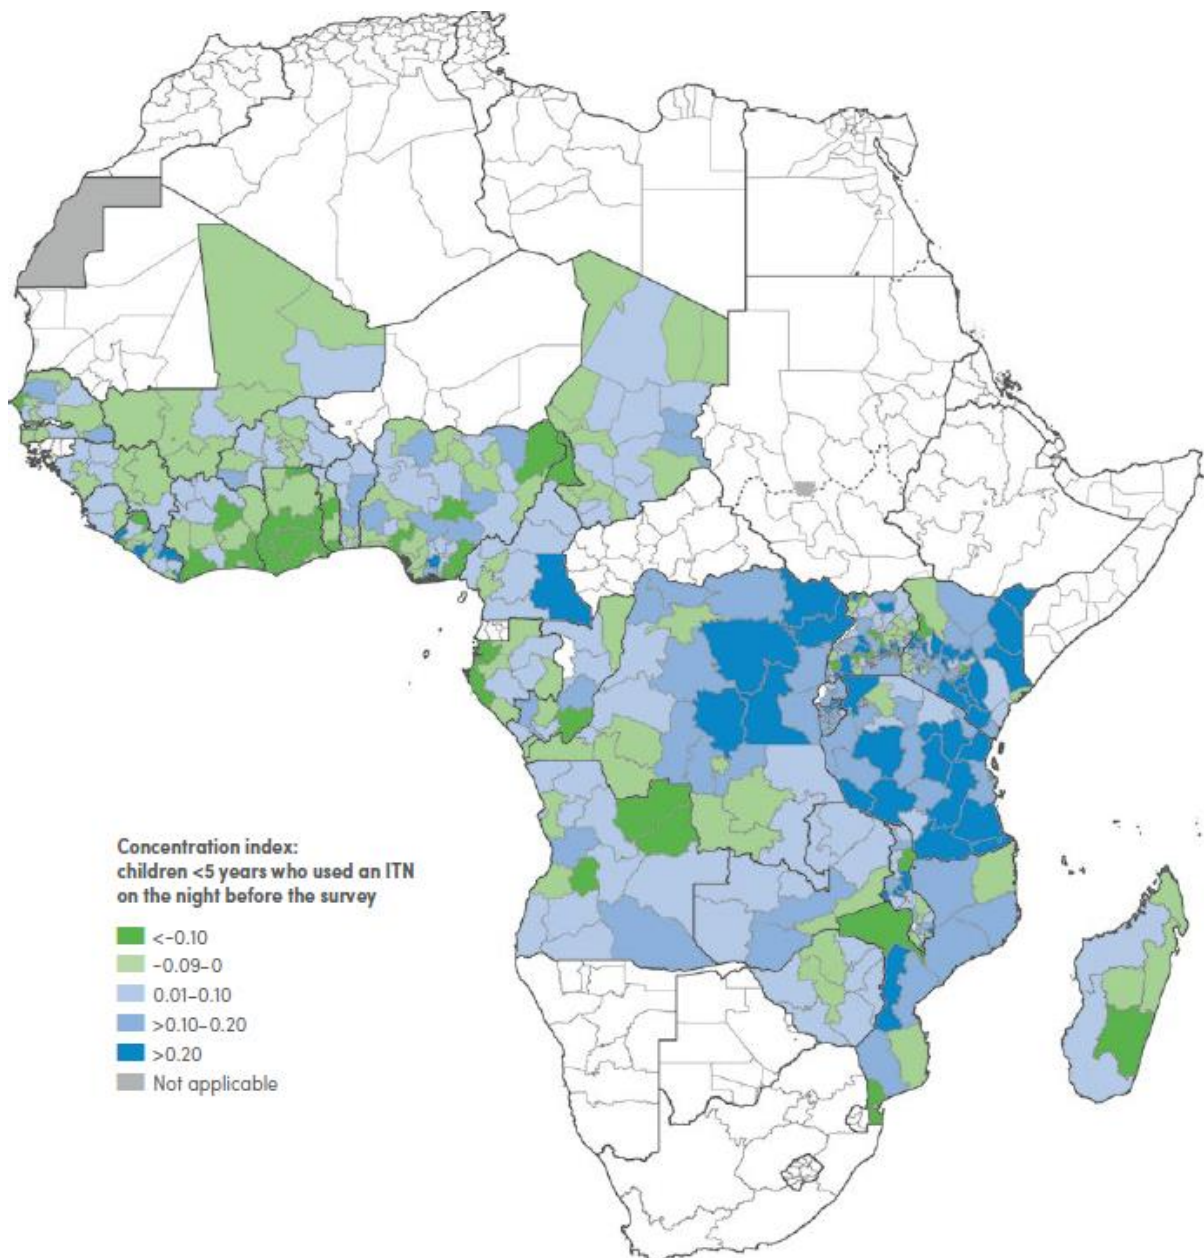 Concentration index:
children <5 years who used an ITN
on the night before the survey
<-0.10
-0.09–0
0.01–0.10
>0.10–0.20
>0.20
Not applicable